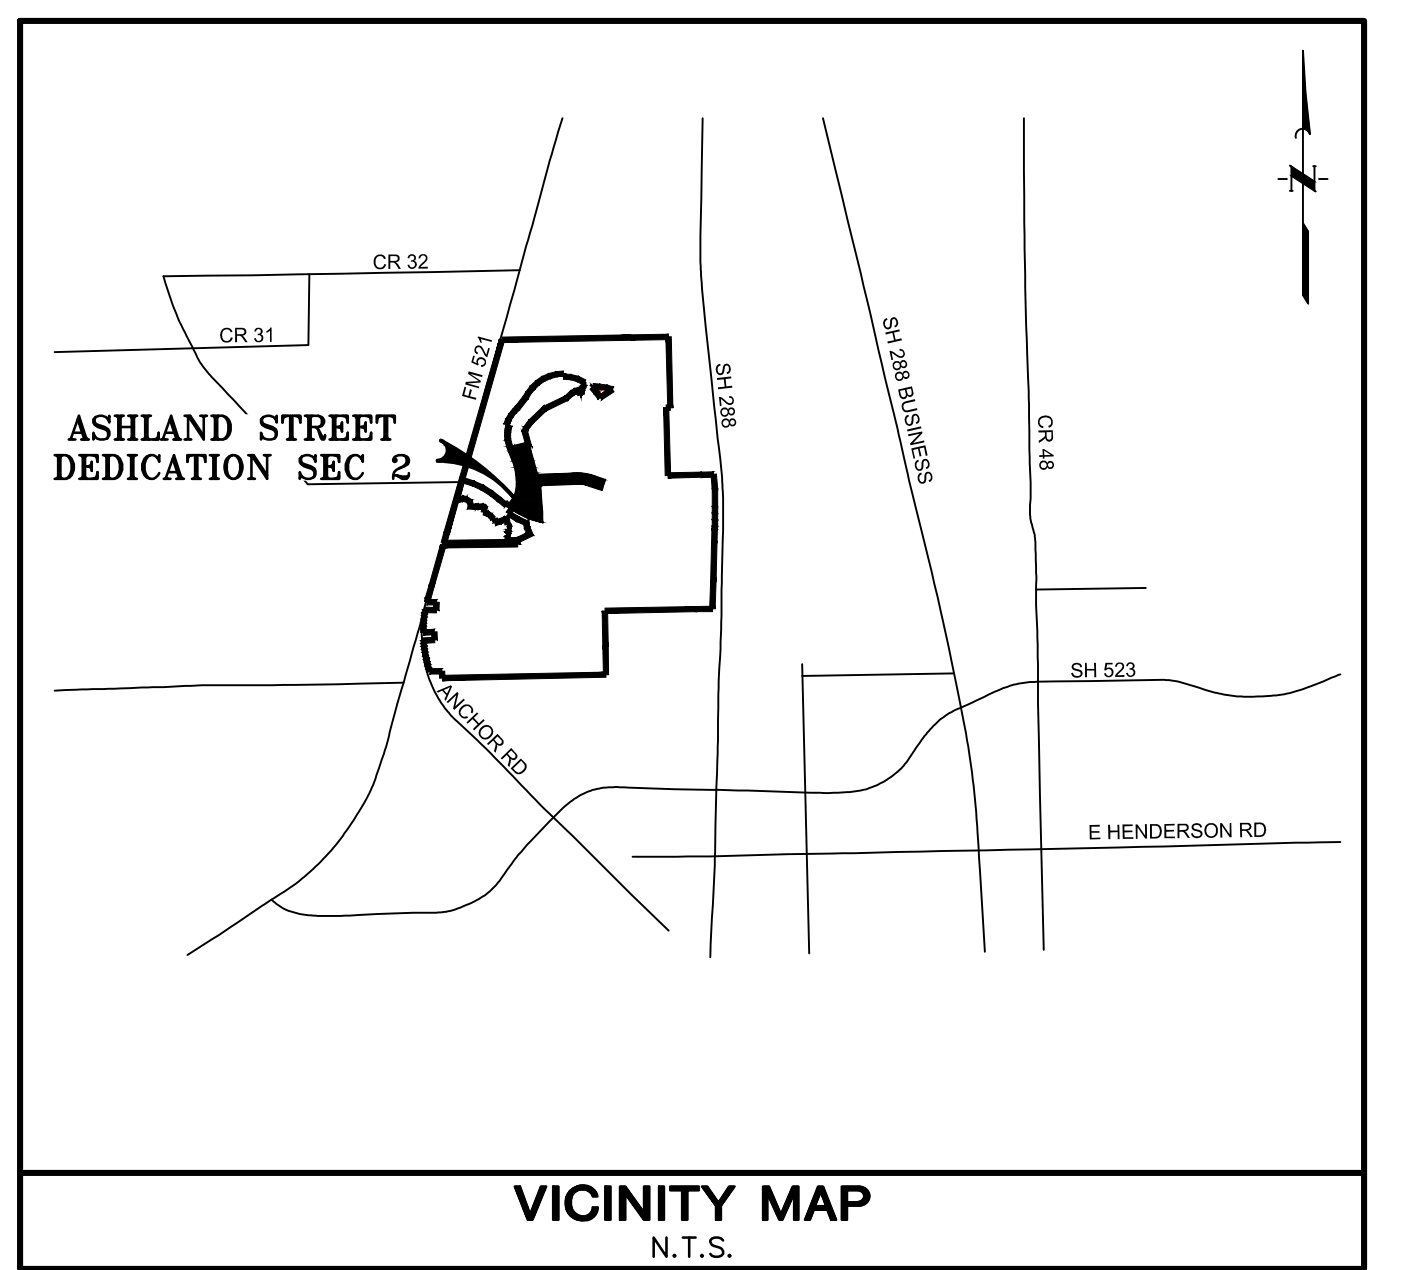 N
CR 32
CR 31
FM 521
SH 288
SH 288 BUSINESS
CR 48
ASHLAND STREET
DEDICATION SEC 2
SH 523
ANCHOR RD
E HENDERSON RD
VICINITY MAP
N.T.S.